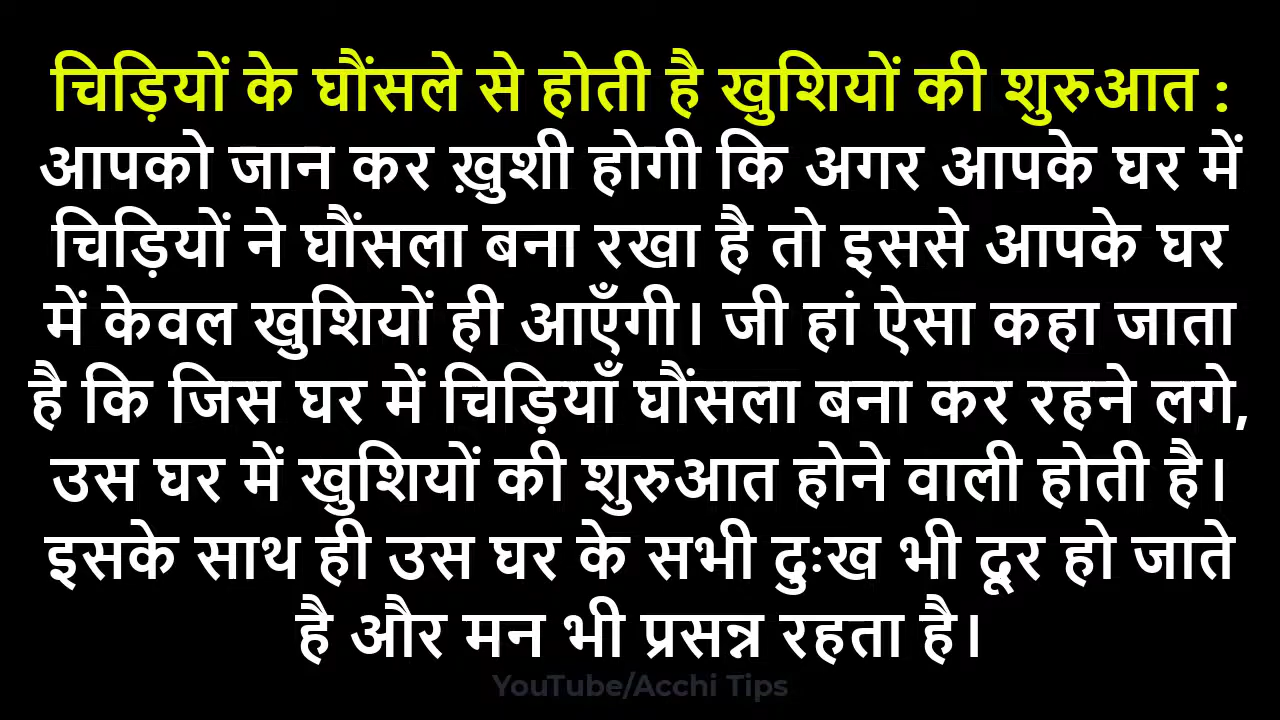 चिड़ियों के घौंसले से होती है खुशियों की शुरुआत :
आपको जान कर ख़ुशी होगी कि अगर आपके घर में
चिड़ियों ने घौंसला बना रखा है तो इससे आपके घर
में केवल खुशियों ही आएँगी। जी हां ऐसा कहा जाता
है कि जिस घर में चिड़ियाँ घौंसला बना कर रहने लगे,
उस घर में खुशियों की शुरुआत होने वाली होती है।
इसके साथ ही उस घर के सभी दुःख भी दूर हो जाते
है और मन भी प्रसन्न रहता है।
YouTube/Acchi Tips